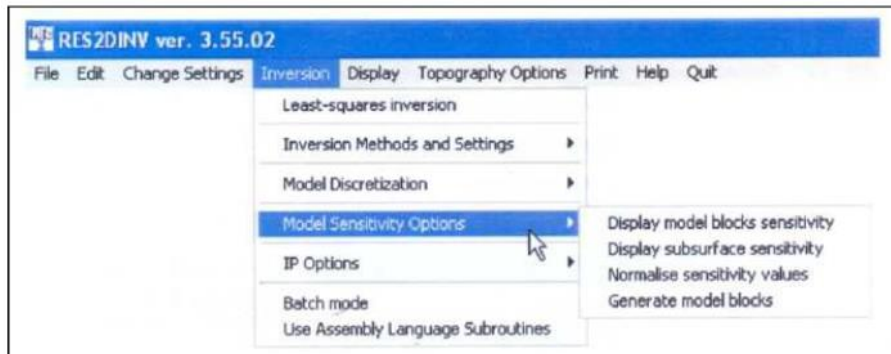 RES2DINV ver. 3.55.02
File Edit Change Settings Inversion Display Topography Options Print Help Quit
Least-squares inversion
Inversion Methods and Settings
Model Discretization
Model Sensitivity Options
Display model blocks sensitivity
Display subsurface sensitivity
Normalise sensitivity values
Generate model blocks
IP Options
Batch mode
Use Assembly Language Subroutines